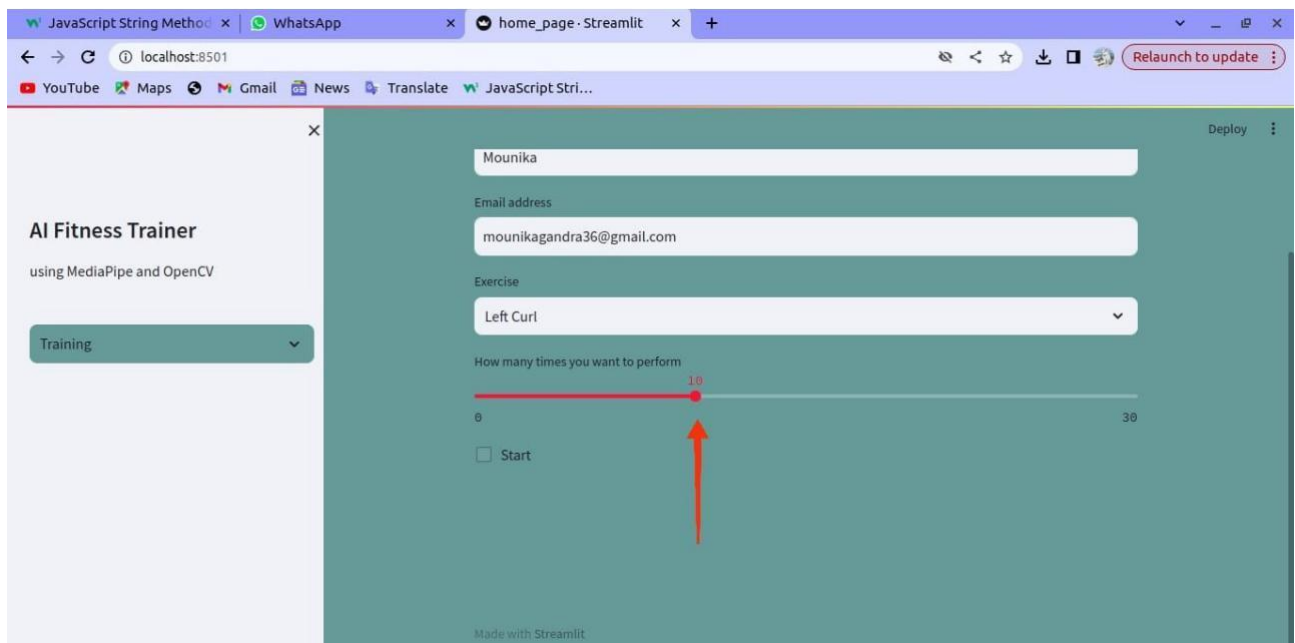 JavaScript String Method
WhatsApp
home_page · Streamlit
localhost:8501
Relaunch to update
YouTube
Maps
Gmail
News
Translate
JavaScript Stri...
Deploy
AI Fitness Trainer
using MediaPipe and OpenCV
Training
Mounika
Email address
mounikagandra36@gmail.com
Exercise
Left Curl
How many times you want to perform
10
0 30
Start
Made with Streamlit